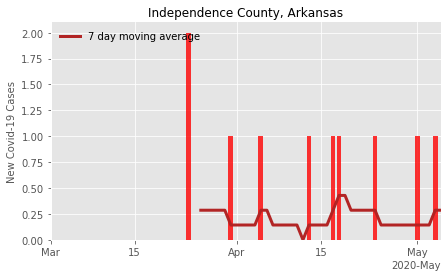 Independence County, Arkansas
7 day moving average
New Covid-19 Cases
2.00
1.75
1.50
1.25
1.00
0.75
0.50
0.25
0.00
Mar 15 Apr 15 May
2020-May